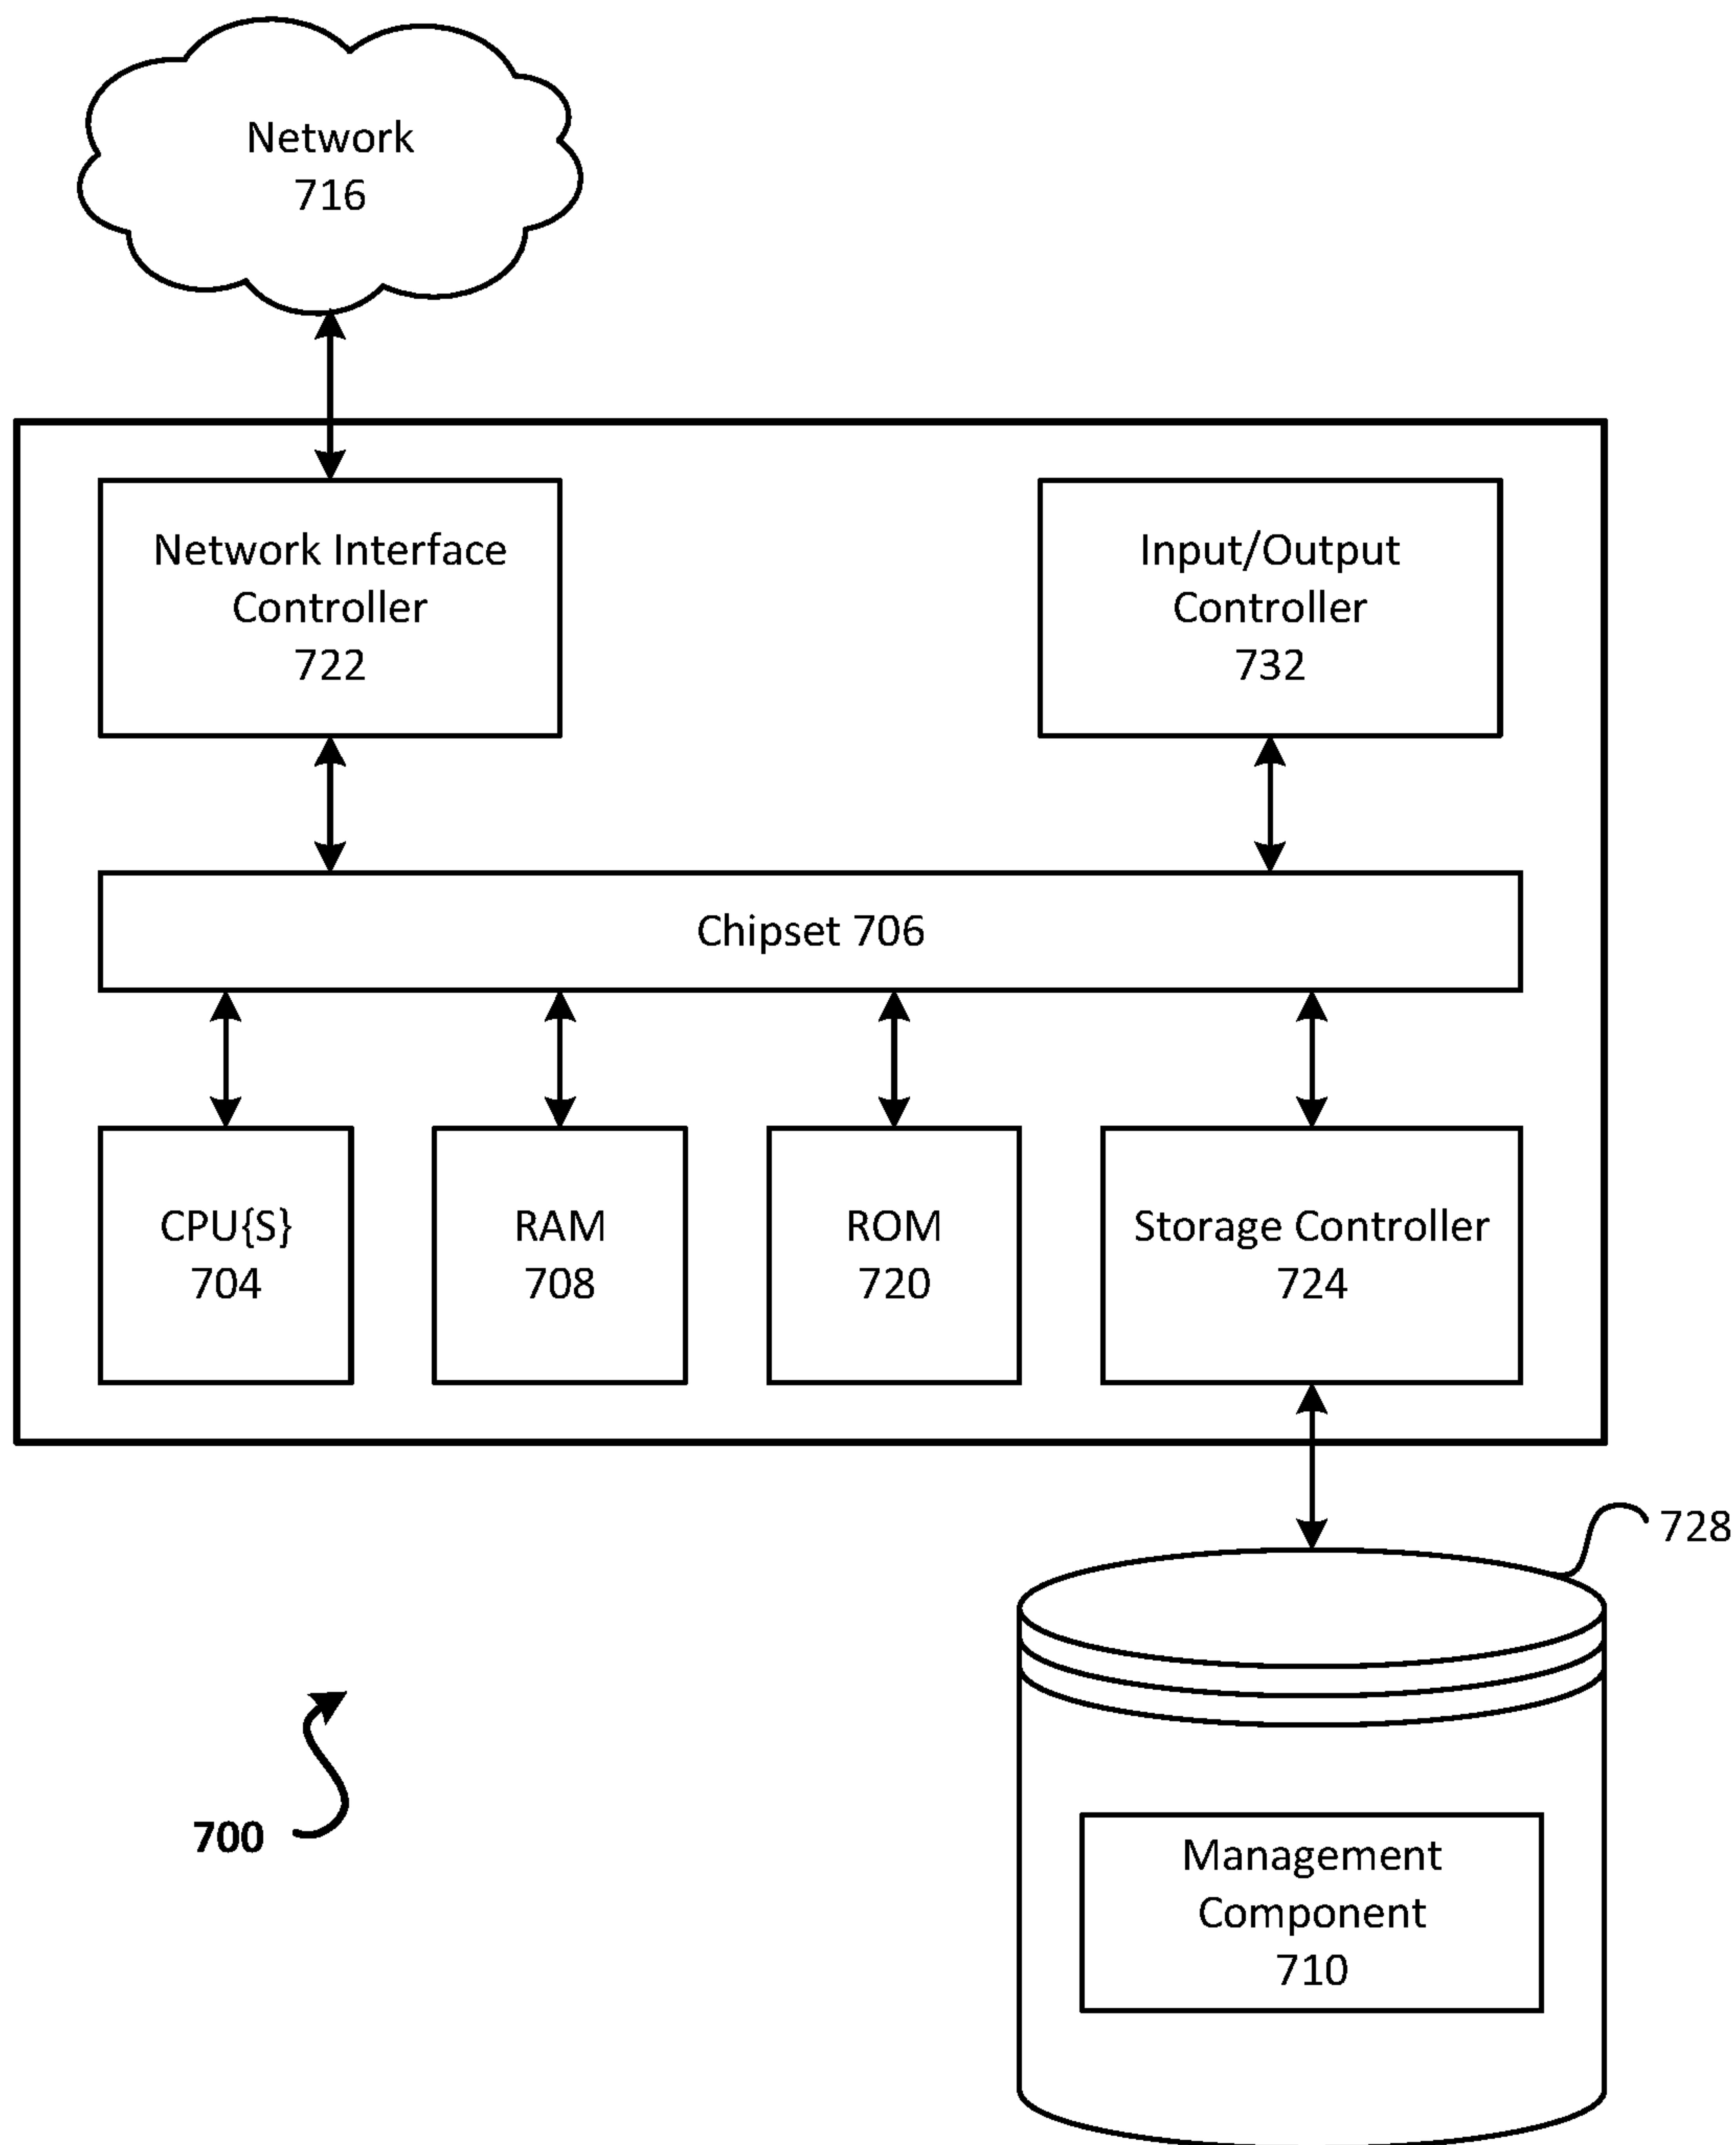 Network
716
Network Interface
Controller
722
Input/Output
Controller
732
Chipset 706
CPU{S}
704
RAM
708
ROM
720
Storage Controller
724
728
700
Management
Component
710